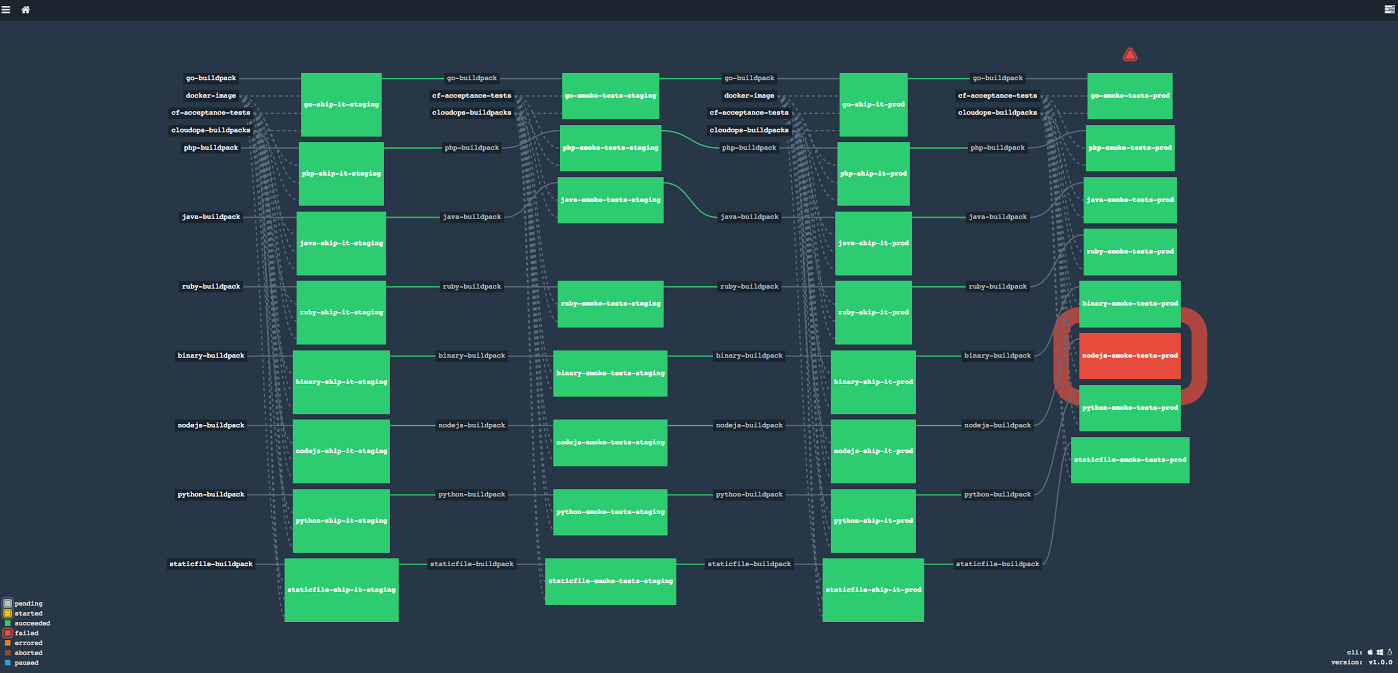 go-buildpack
docker-image
cf-acceptance-tests
cloudops-buildpacks
php-buildpack
java-buildpack
ruby-buildpack
binary-buildpack
nodejs-buildpack
python-buildpack
staticfile-buildpack
go-ship-it-staging
php-ship-it-staging
java-ship-it-staging
ruby-ship-it-staging
binary-ship-it-staging
nodejs-ship-it-staging
python-ship-it-staging
staticfile-ship-it-staging
go-buildpack
cf-acceptance-tests
cloudops-buildpacks
php-buildpack
java-buildpack
ruby-buildpack
binary-buildpack
nodejs-buildpack
python-buildpack
staticfile-buildpack
go-smoke-tests-staging
php-smoke-tests-staging
java-smoke-tests-staging
ruby-smoke-tests-staging
binary-smoke-tests-staging
nodejs-smoke-tests-staging
python-smoke-tests-staging
staticfile-smoke-tests-staging
go-buildpack
docker-image
cf-acceptance-tests
cloudops-buildpacks
php-buildpack
java-buildpack
ruby-buildpack
binary-buildpack
nodejs-buildpack
python-buildpack
staticfile-buildpack
go-ship-it-prod
php-ship-it-prod
java-ship-it-prod
ruby-ship-it-prod
binary-ship-it-prod
nodejs-ship-it-prod
python-ship-it-prod
staticfile-ship-it-prod
go-buildpack
cf-acceptance-tests
cloudops-buildpacks
php-buildpack
java-buildpack
ruby-buildpack
binary-buildpack
nodejs-buildpack
python-buildpack
staticfile-buildpack
go-smoke-tests-prod
php-smoke-tests-prod
java-smoke-tests-prod
ruby-smoke-tests-prod
binary-smoke-tests-prod
nodejs-smoke-tests-prod
python-smoke-tests-prod
staticfile-smoke-tests-prod
pending
started
succeeded
failed
errored
aborted
paused
cli:
version: v1.0.0